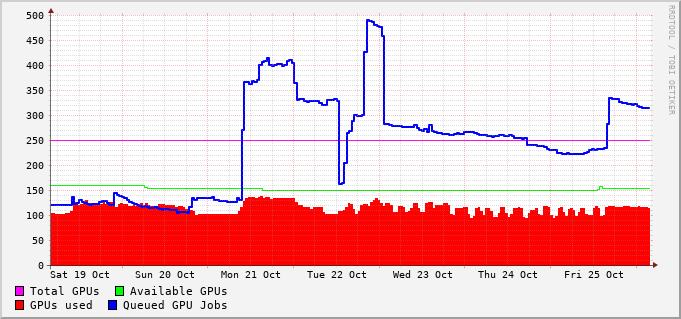 500
450
400
350
300
250
200
150
100
50
0
Sat 19 Oct Sun 20 Oct Mon 21 Oct Tue 22 Oct Wed 23 Oct Thu 24 Oct Fri 25 Oct
Total GPUs Available GPUs
GPUs used Queued GPU Jobs
RRDTOOL / TOBI OETIKER